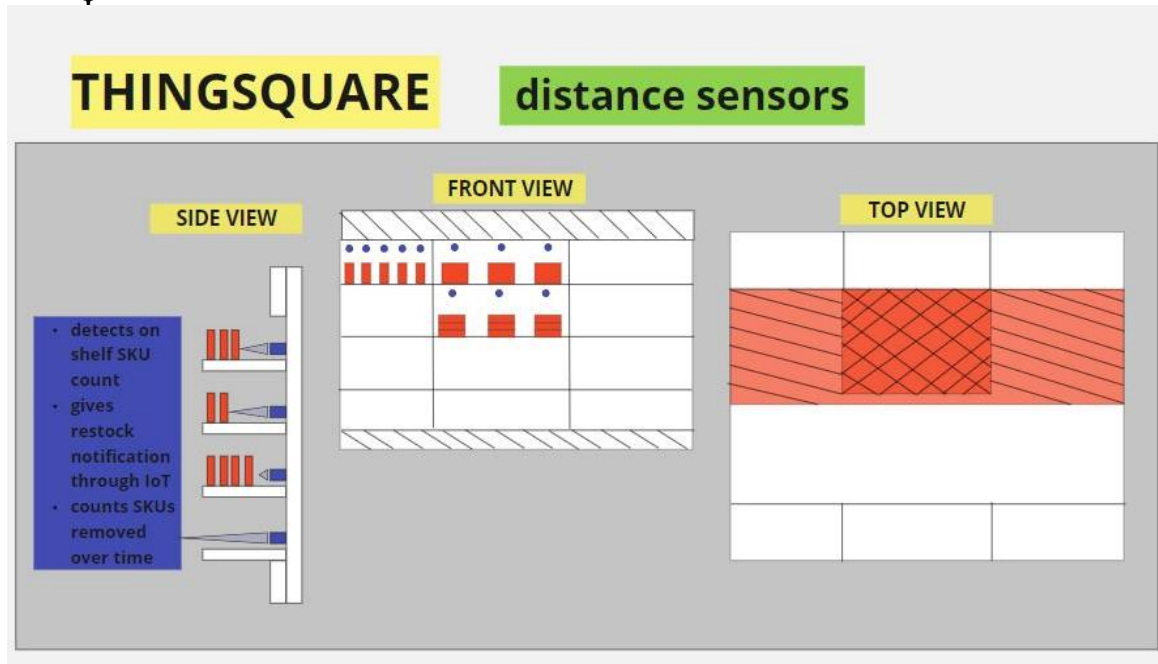 THINGSQUARE
distance sensors
SIDE VIEW
FRONT VIEW
TOP VIEW
• detects on
shelf SKU
count
• gives
restock
notification
through IoT
• counts SKUs
removed
over time